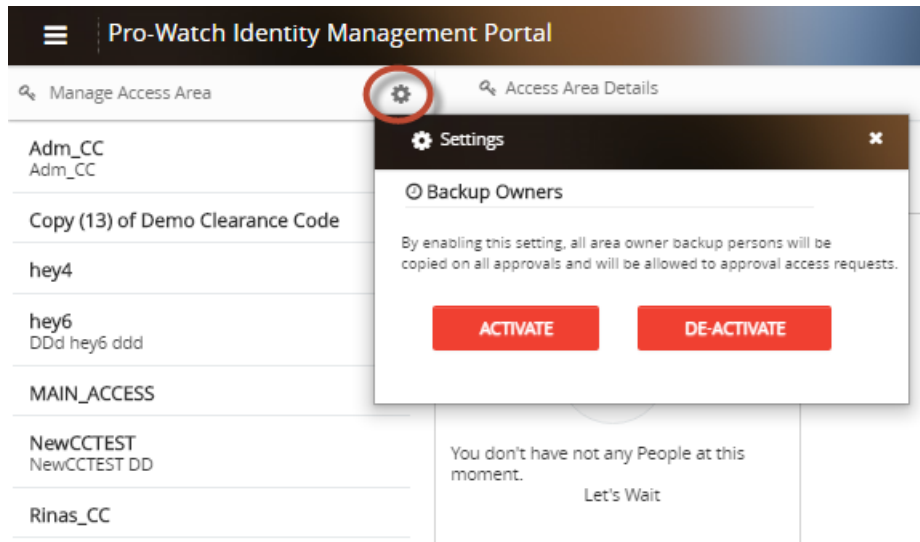 Pro-Watch Identity Management Portal
Manage Access Area
Access Area Details
Adm_CC
Adm_CC
Copy (13) of Demo Clearance Code
hey4
hey6
DDd hey6 ddd
MAIN_ACCESS
NewCCTEST
NewCCTEST DD
Rinas_CC
Settings
Backup Owners
By enabling this setting, all area owner backup persons will be
copied on all approvals and will be allowed to approval access requests.
ACTIVATE
DE-ACTIVATE
You don't have not any People at this
moment.
Let's Wait